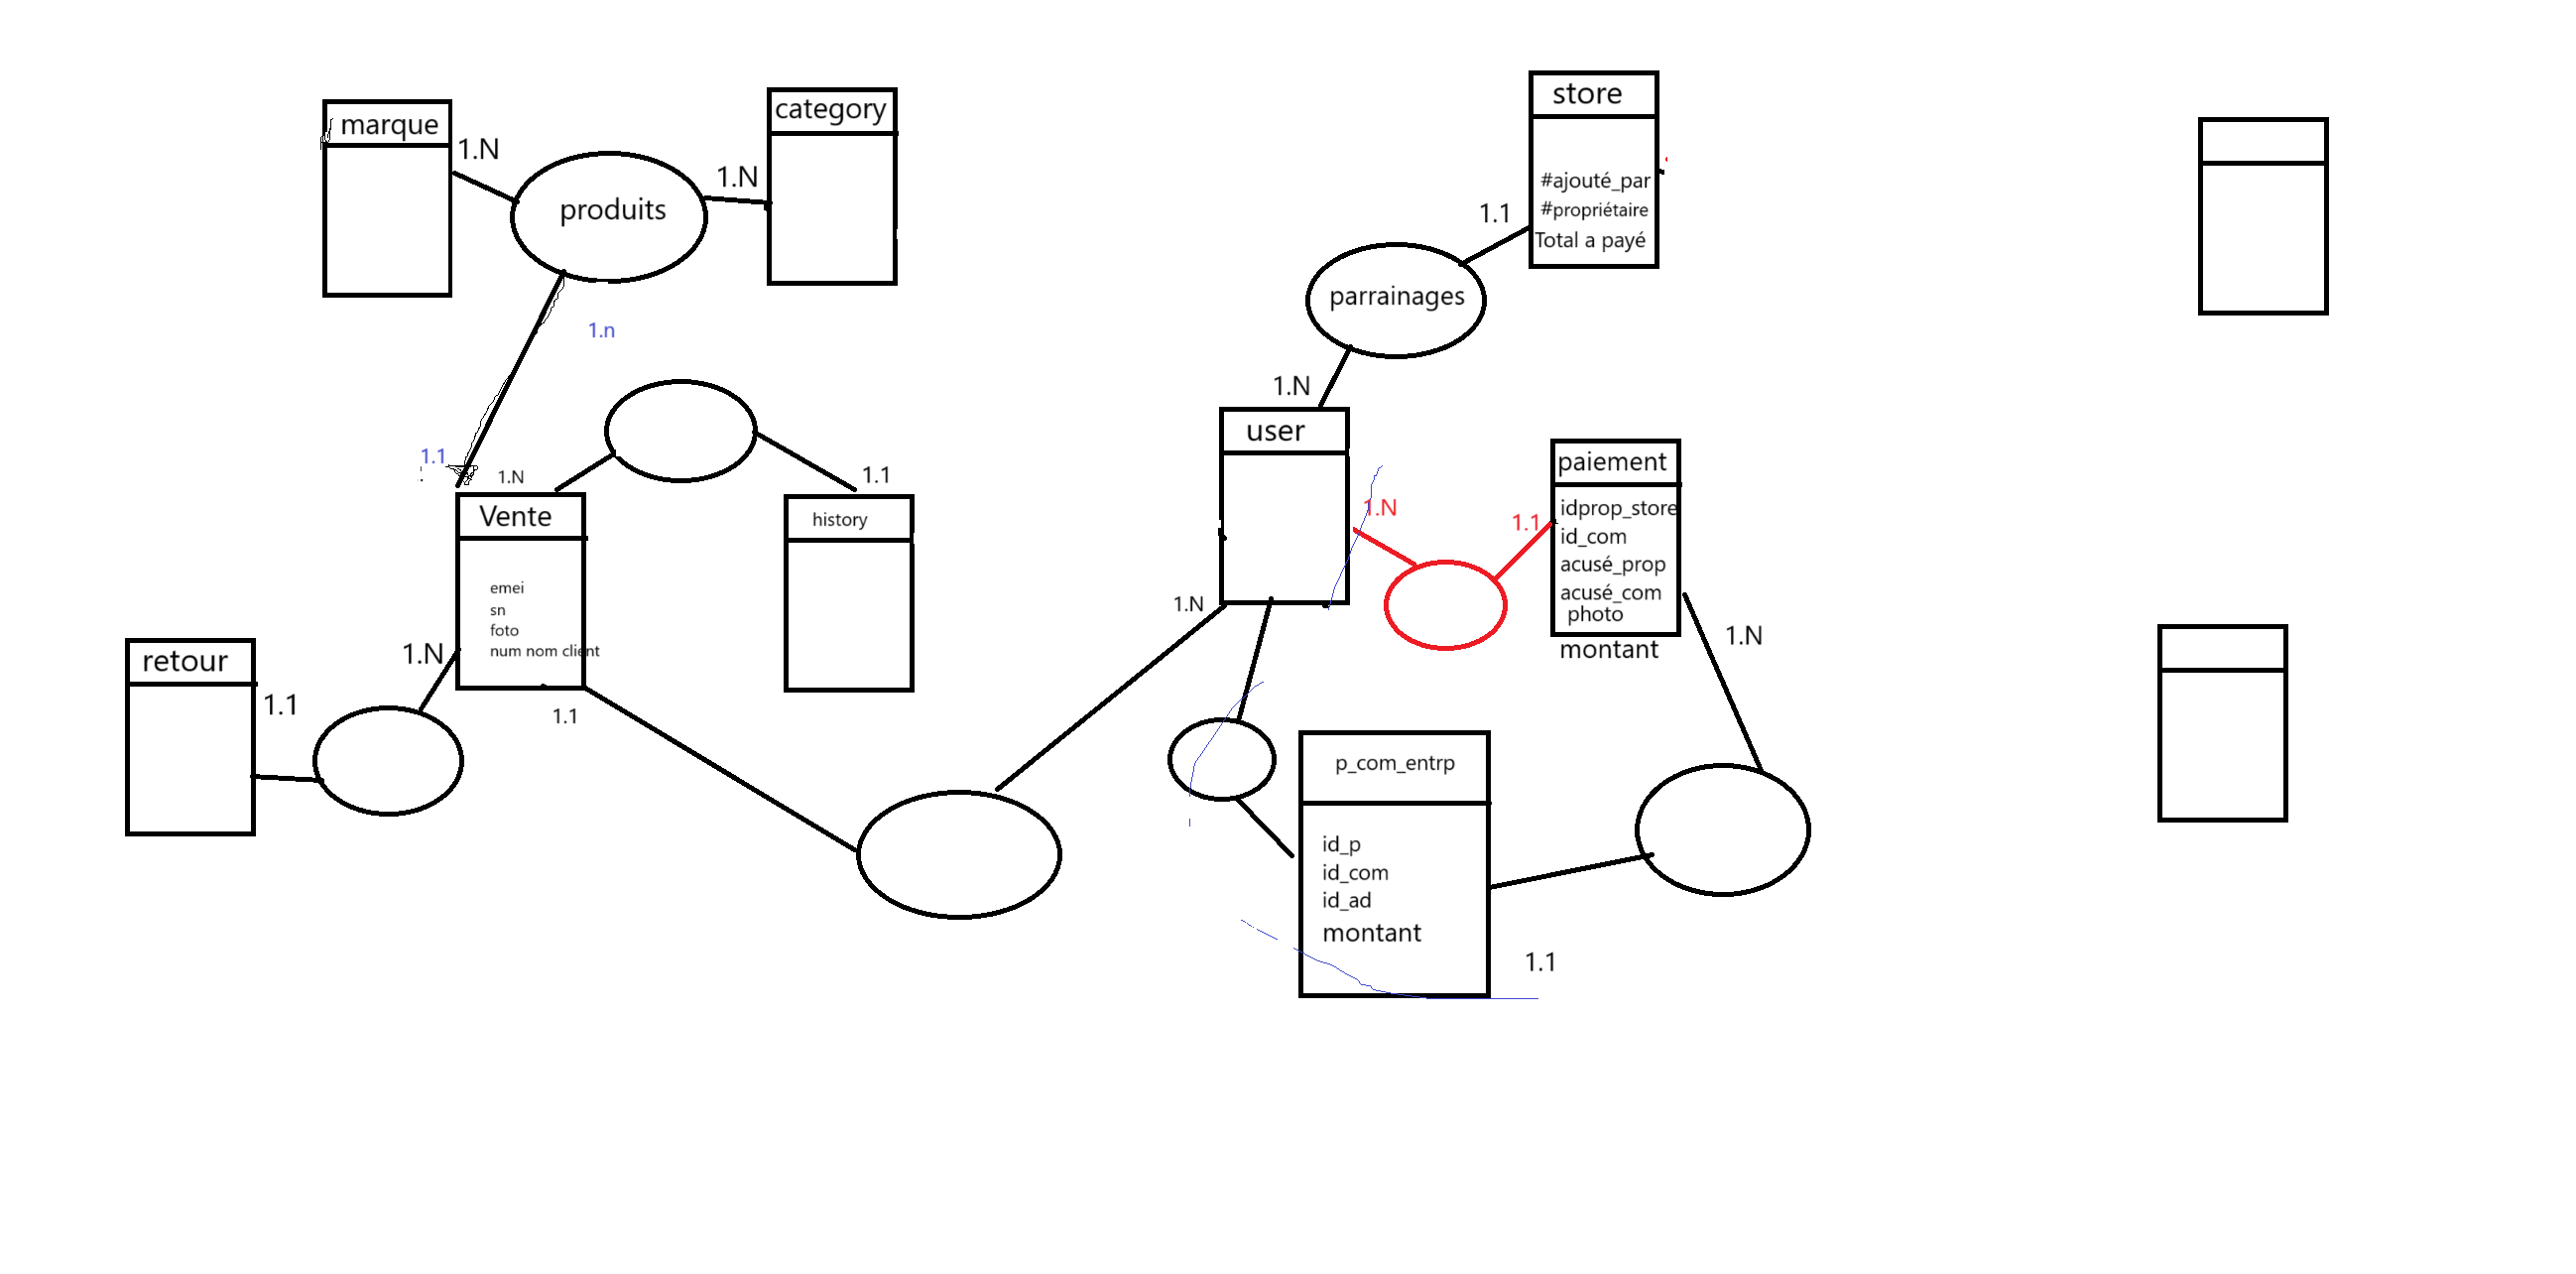 marque
1.N
produits
1.N
category
1.n
1.1
1.N
Vente
emei
sn
foto
num nom client
1.1
history
1.N
retour
1.1
1.1
store
#ajouté_par
#propriétaire
Total a payé
1.1
parrainages
1.N
user
1.N
1.N
1.1
paiement
idprop_store
id_com
acusé_prop
acusé_com
photo
montant
1.N
p_com_entrp
id_p
id_com
id_ad
montant
1.1